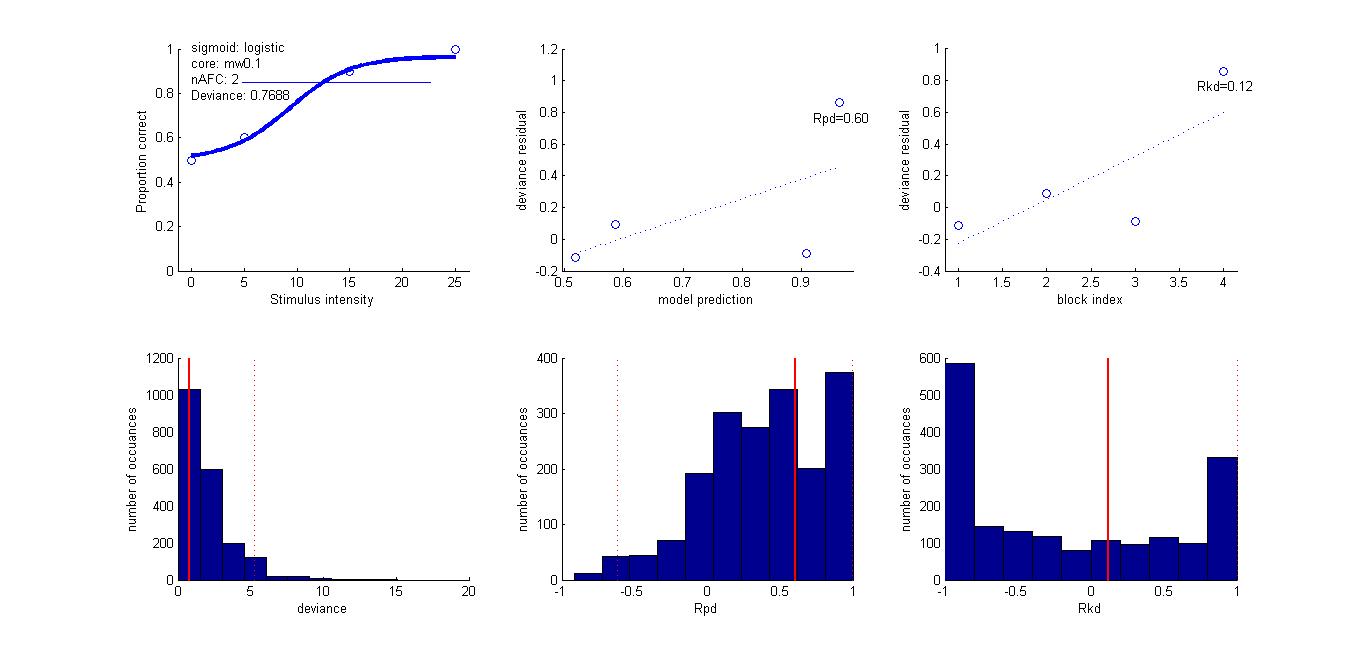 sigmoid: logistic
core: mw0.1
nAFC: 2
Deviance: 0.7688
1
0.8
0.6
0.4
0.2
0
Proportion correct
0 5 10 15 20 25
Stimulus intensity
1.2
1
0.8
0.6
0.4
0.2
0
-0.2
deviance residual
Rpd=0.60
0.5 0.6 0.7 0.8 0.9
model prediction
1
0.8
0.6
0.4
0.2
0
-0.2
-0.4
deviance residual
Rkd=0.12
1 1.5 2 2.5 3 3.5 4
block index
1200
1000
800
600
400
200
0
number of occuances
0 5 10 15 20
deviance
400
300
200
100
0
number of occuances
-1 -0.5 0 0.5 1
Rpd
600
500
400
300
200
100
0
number of occuances
-1 -0.5 0 0.5 1
Rkd